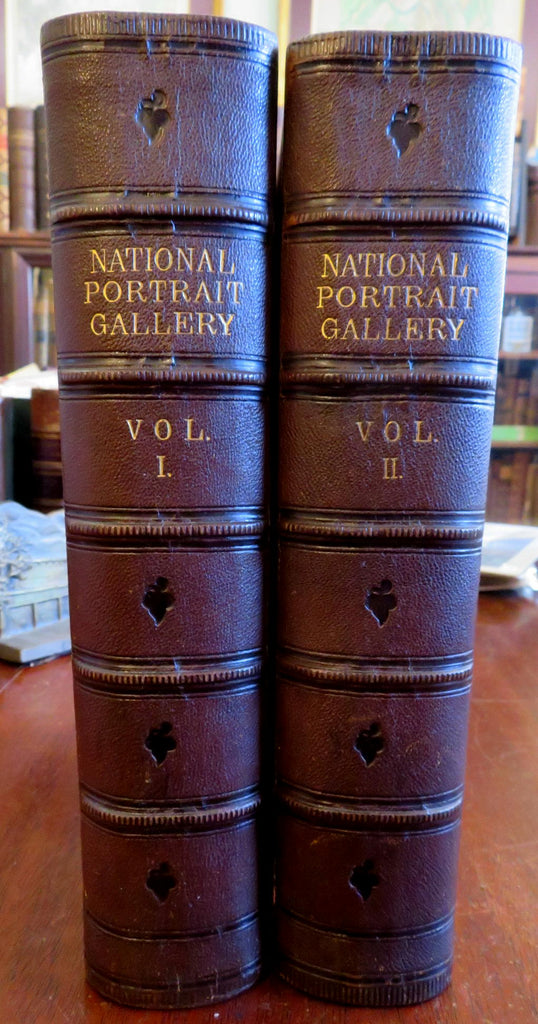 NATIONAL
PORTRAIT
GALLERY
VOL.
I.
NATIONAL
PORTRAIT
GALLERY
VOL.
II.